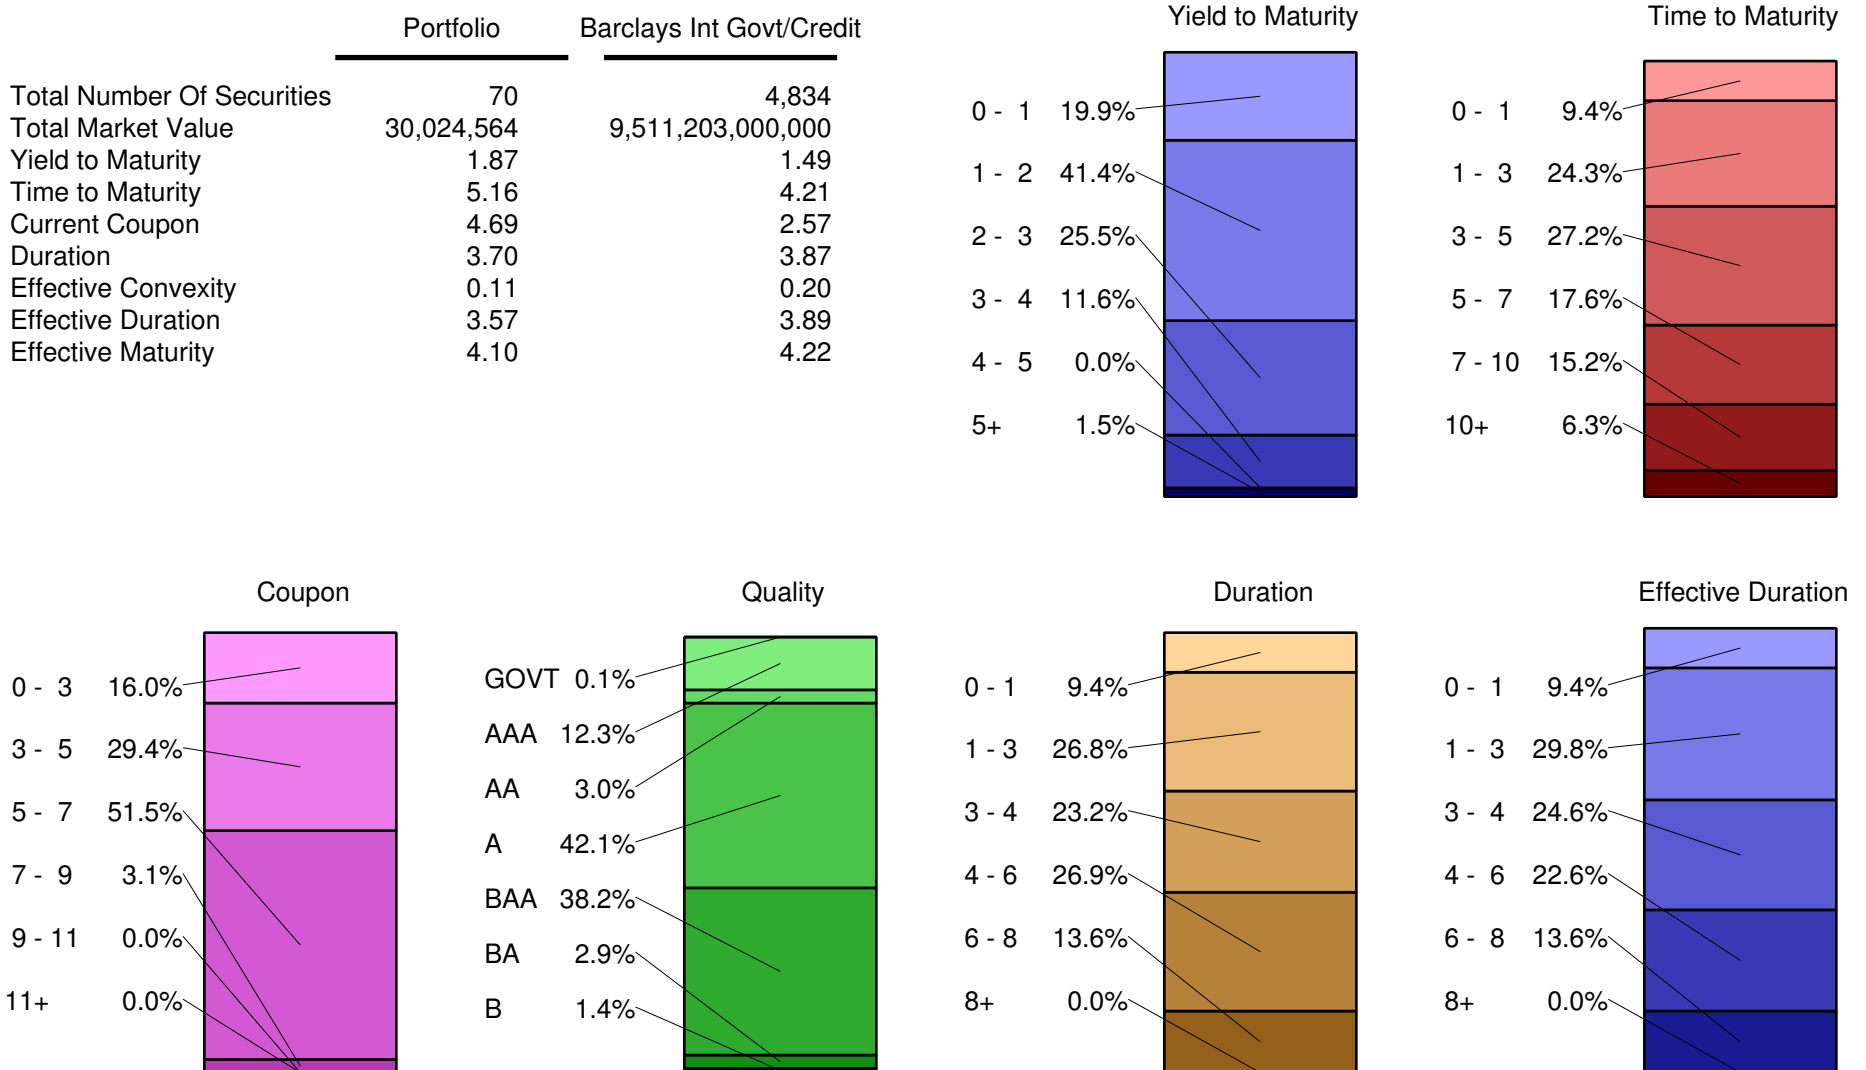 Portfolio Barclays Int Govt/Credit
Total Number Of Securities 70 4,834
Total Market Value 30,024,564 9,511,203,000,000
Yield to Maturity 1.87 1.49
Time to Maturity 5.16 4.21
Current Coupon 4.69 2.57
Duration 3.70 3.87
Effective Convexity 0.11 0.20
Effective Duration 3.57 3.89
Effective Maturity 4.10 4.22
Yield to Maturity
0 - 1 19.9%
1 - 2 41.4%
2 - 3 25.5%
3 - 4 11.6%
4 - 5 0.0%
5+ 1.5%
Time to Maturity
0 - 1 9.4%
1 - 3 24.3%
3 - 5 27.2%
5 - 7 17.6%
7 - 10 15.2%
10+ 6.3%
Coupon
0 - 3 16.0%
3 - 5 29.4%
5 - 7 51.5%
7 - 9 3.1%
9 - 11 0.0%
11+ 0.0%
Quality
GOVT 0.1%
AAA 12.3%
AA 3.0%
A 42.1%
BAA 38.2%
BA 2.9%
B 1.4%
Duration
0 - 1 9.4%
1 - 3 26.8%
3 - 4 23.2%
4 - 6 26.9%
6 - 8 13.6%
8+ 0.0%
Effective Duration
0 - 1 9.4%
1 - 3 29.8%
3 - 4 24.6%
4 - 6 22.6%
6 - 8 13.6%
8+ 0.0%